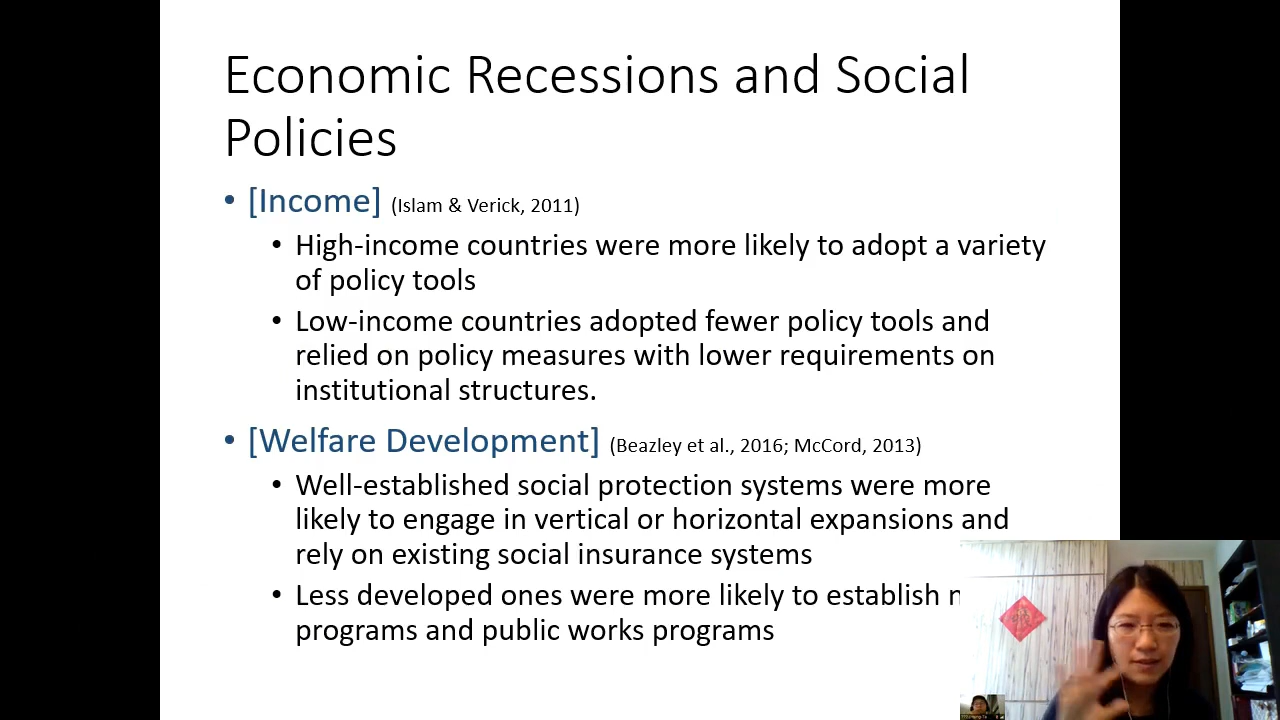 Economic Recessions and Social
Policies
• [Income] (Islam & Verick, 2011)
• High-income countries were more likely to adopt a variety
of policy tools
• Low-income countries adopted fewer policy tools and
relied on policy measures with lower requirements on
institutional structures.
• [Welfare Development] (Beazley et al., 2016; McCord, 2013)
• Well-established social protection systems were more
likely to engage in vertical or horizontal expansions and
rely on existing social insurance systems
• Less developed ones were more likely to establish
programs and public works programs